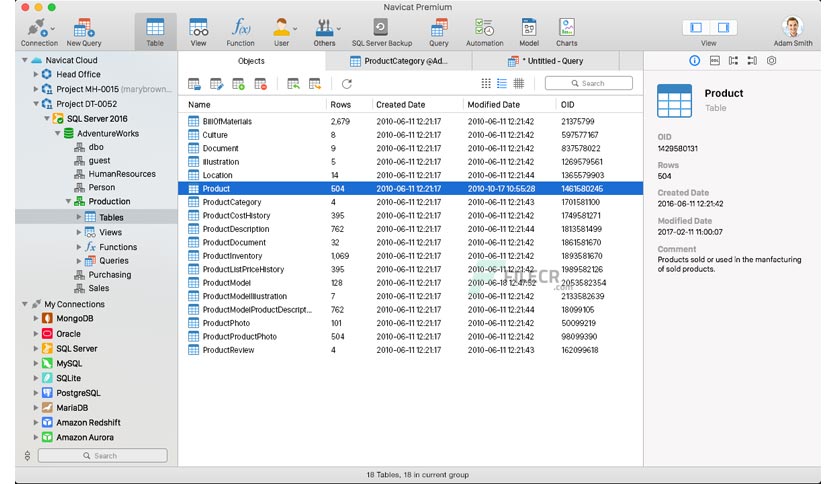 Navicat Premium
Connection New Query Table View Function User Others SQL Server Backup Query Automation Model Charts View Adam Smith
Navicat Cloud
Head Office
Project MH-0015 (marybrown...
Project DT-0052
SQL Server 2016
AdventureWorks
dbo
guest
HumanResources
Person
Production
Tables
Views
Functions
Queries
Purchasing
Sales
My Connections
MongoDB
Oracle
SQL Server
MySQL
SQLite
PostgreSQL
MariaDB
Amazon Redshift
Amazon Aurora
Search
Objects ProductCategory @Ad... * Untitled - Query
Search
Name Rows Created Date Modified Date OID
BillOfMaterials 2,679 2010-06-11 12:21:17 2010-06-11 12:21:42 21375799
Culture 8 2010-06-11 12:21:17 2010-06-11 12:21:42 597577167
Document 9 2010-06-11 12:21:17 2010-06-11 12:21:42 837578022
Illustration 5 2010-06-11 12:21:17 2010-06-11 12:21:42 1269579561
Location 14 2010-06-11 12:21:17 2010-06-11 12:21:44 1365579903
Product 504 2010-06-11 12:21:17 2010-10-17 10:55:28 1461580245
ProductCategory 4 2010-06-11 12:21:17 2010-06-11 12:21:42 1701581100
ProductCostHistory 395 2010-06-11 12:21:17 2010-06-11 12:21:42 1749581271
ProductDescription 762 2010-06-11 12:21:17 2010-06-11 12:21:44 1813581499
ProductDocument 32 2010-06-11 12:21:17 2010-06-11 12:21:42 1861581670
ProductInventory 1,069 2010-06-11 12:21:17 2010-06-11 12:21:42 1893581670
ProductListPriceHistory 395 2010-06-11 12:21:17 2010-06-11 12:21:42 1989582126
ProductModel 128 2010-06-11 12:21:17 2010-06-18 12:47:52 2053582354
ProductModelIllustration 7 2010-06-11 12:21:17 2010-06-11 12:21:42 2133582639
ProductModelProductDescript... 762 2010-06-11 12:21:17 2010-06-11 12:21:44 18099105
ProductPhoto 101 2010-06-11 12:21:17 2010-06-11 12:21:42 50099219
ProductProductPhoto 504 2010-06-11 12:21:17 2010-06-11 12:21:42 98099390
ProductReview 4 2010-06-11 12:21:17 2010-06-11 12:21:43 162099618
FILECR
.com
Product
Table
OID
1429580131
Rows
504
Created Date
2016-06-11 12:21:42
Modified Date
2017-02-11 11:00:07
Comment
Products sold or used in the manfacturing
of sold products.
18 Tables, 18 in current group